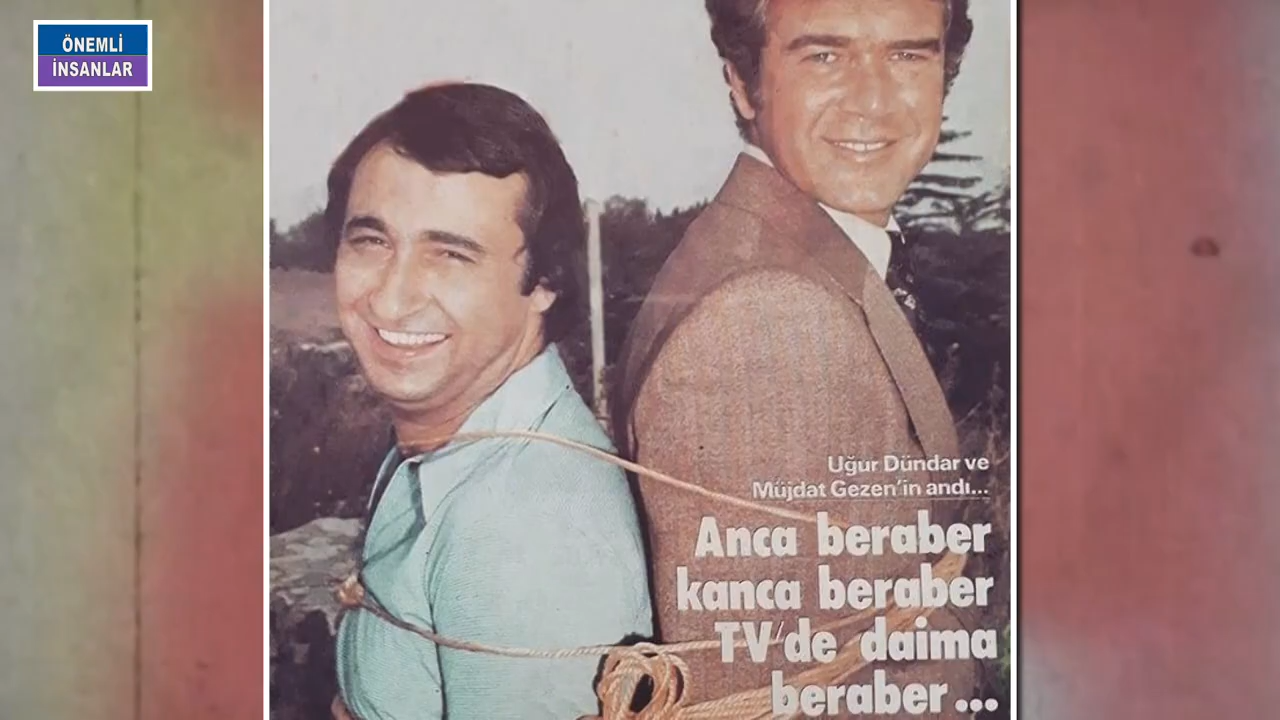 ÖNEMLİ
İNSANLAR
Uğur Dündar ve
Müjdat Gezen'in andı...
Anca beraber
kanca beraber
TV'de daima
beraber...